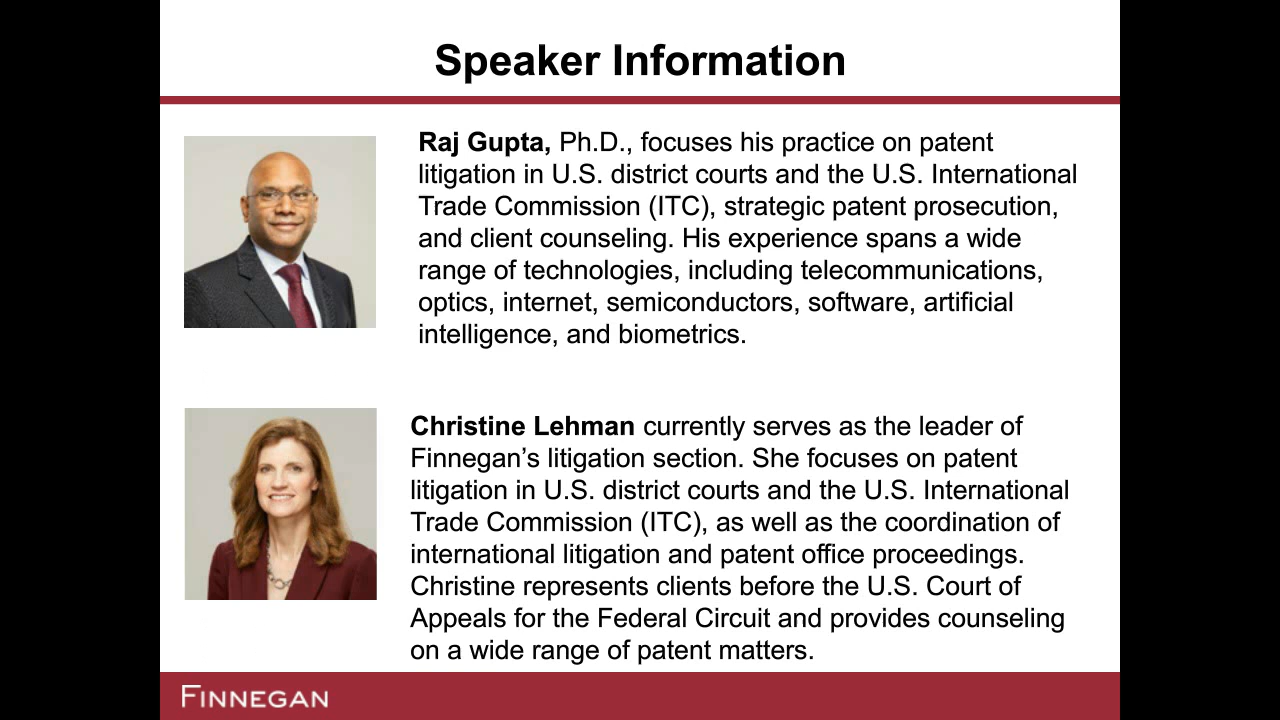 Speaker Information
Raj Gupta, Ph.D., focuses his practice on patent
litigation in U.S. district courts and the U.S. International
Trade Commission (ITC), strategic patent prosecution,
and client counseling. His experience spans a wide
range of technologies, including telecommunications,
optics, internet, semiconductors, software, artificial
intelligence, and biometrics.
Christine Lehman currently serves as the leader of
Finnegan’s litigation section. She focuses on patent
litigation in U.S. district courts and the U.S. International
Trade Commission (ITC), as well as the coordination of
international litigation and patent office proceedings.
Christine represents clients before the U.S. Court of
Appeals for the Federal Circuit and provides counseling
on a wide range of patent matters.
FINNEGAN